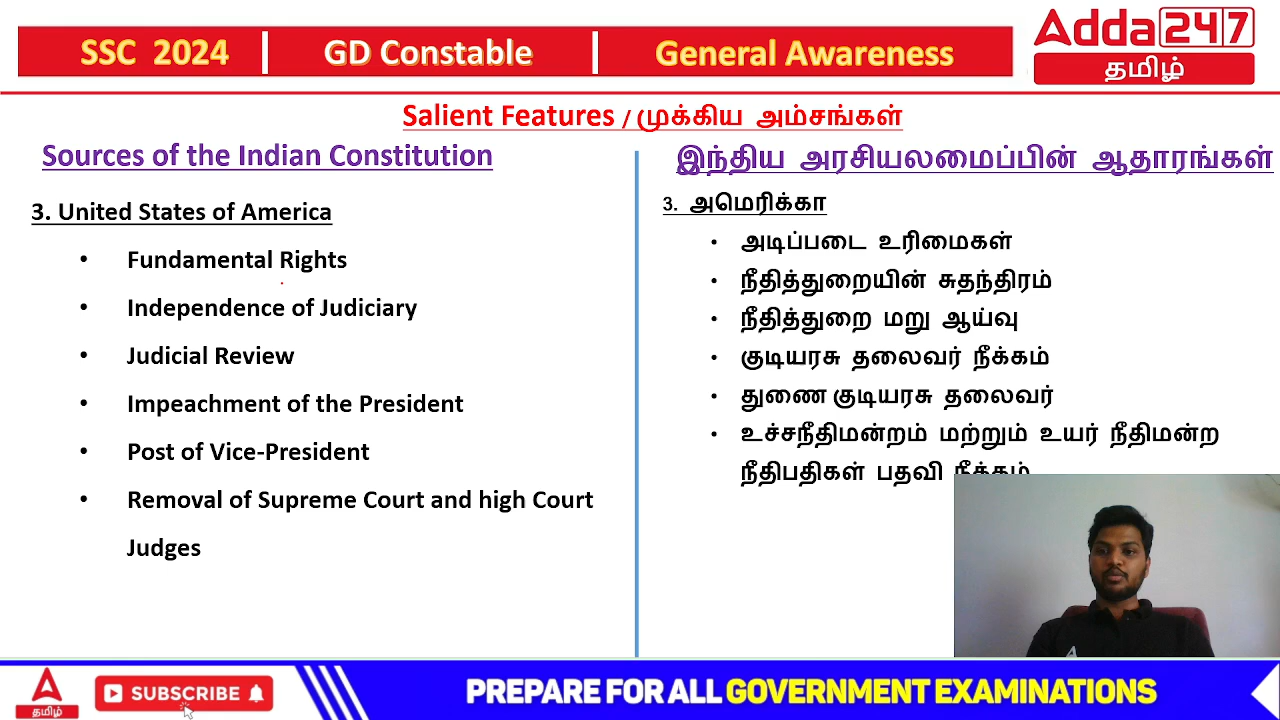 SSC 2024 GD Constable General Awareness
Adda247
தமிழ்
Salient Features / முக்கிய அம்சங்கள்
Sources of the Indian Constitution
3. United States of America
• Fundamental Rights
• Independence of Judiciary
• Judicial Review
• Impeachment of the President
• Post of Vice-President
• Removal of Supreme Court and high Court
Judges
இந்திய அரசியலமைப்பின் ஆதாரங்கள்
3. அமெரிக்கா
• அடிப்படை உரிமைகள்
• நீதித்துறையின் சுதந்திரம்
• நீதித்துறை மறு ஆய்வு
• குடியரசு தலைவர் நீக்கம்
• துணை குடியரசு தலைவர்
• உச்சநீதிமன்றம் மற்றும் உயர் நீதிமன்ற
நீதிபதிகள் பதவி நீக்கம்
தமிழ்
SUBSCRIBE
PREPARE FOR ALL GOVERNMENT EXAMINATIONS